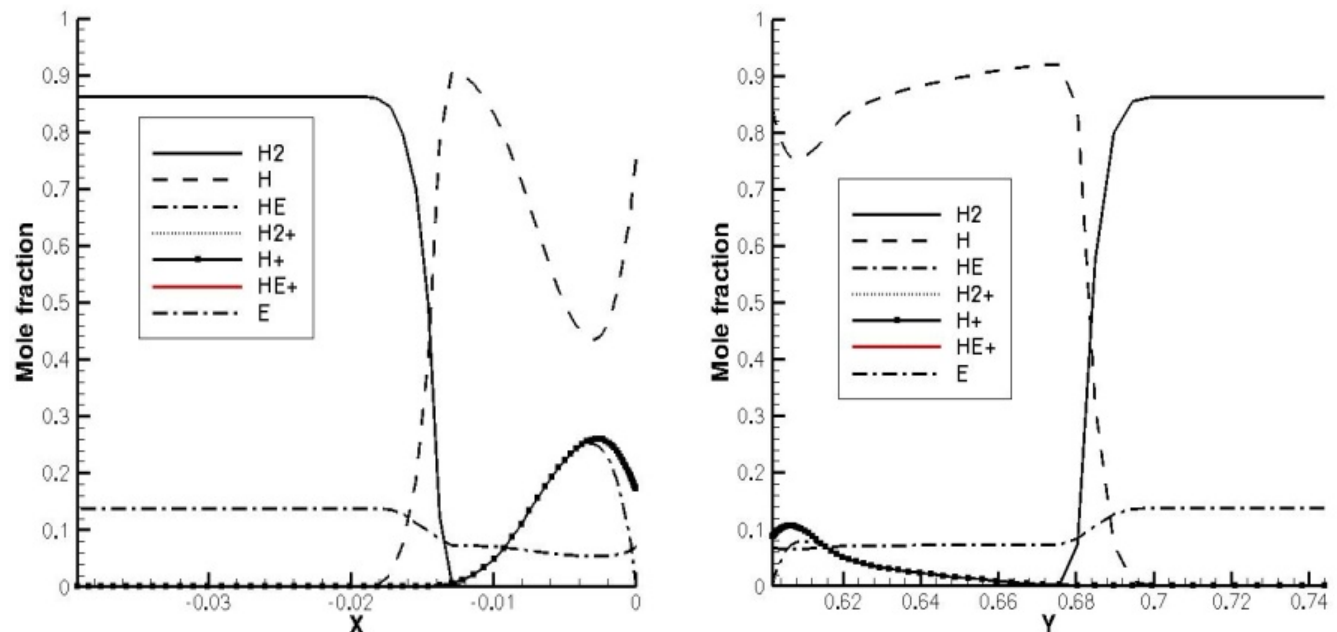 1
0.9
0.8
0.7
0.6
0.5
0.4
0.3
0.2
0.1
0
Mole fraction
H2
H
HE
H2+
H+
HE+
E
-0.03
-0.02
-0.01
0
X
1
0.9
0.8
0.7
0.6
0.5
0.4
0.3
0.2
0.1
0
Mole fraction
H2
H
HE
H2+
H+
HE+
E
0.62
0.64
0.66
0.68
0.7
0.72
0.74
Y